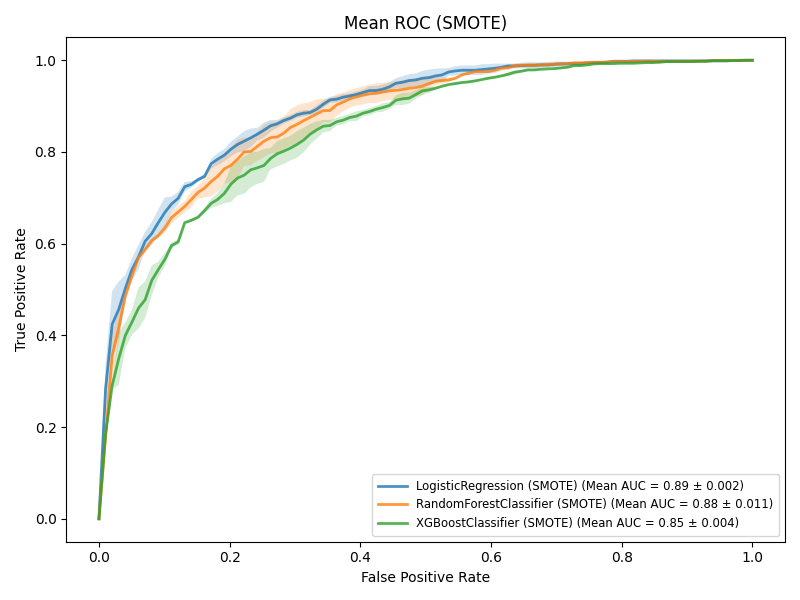 Mean ROC (SMOTE)
True Positive Rate
1.0
0.8
0.6
0.4
0.2
0.0
LogisticRegression (SMOTE) (Mean AUC = 0.89 ± 0.002)
RandomForestClassifier (SMOTE) (Mean AUC = 0.88 ± 0.011)
XGBoostClassifier (SMOTE) (Mean AUC = 0.85 ± 0.004)
0.0 0.2 0.4 0.6 0.8 1.0
False Positive Rate